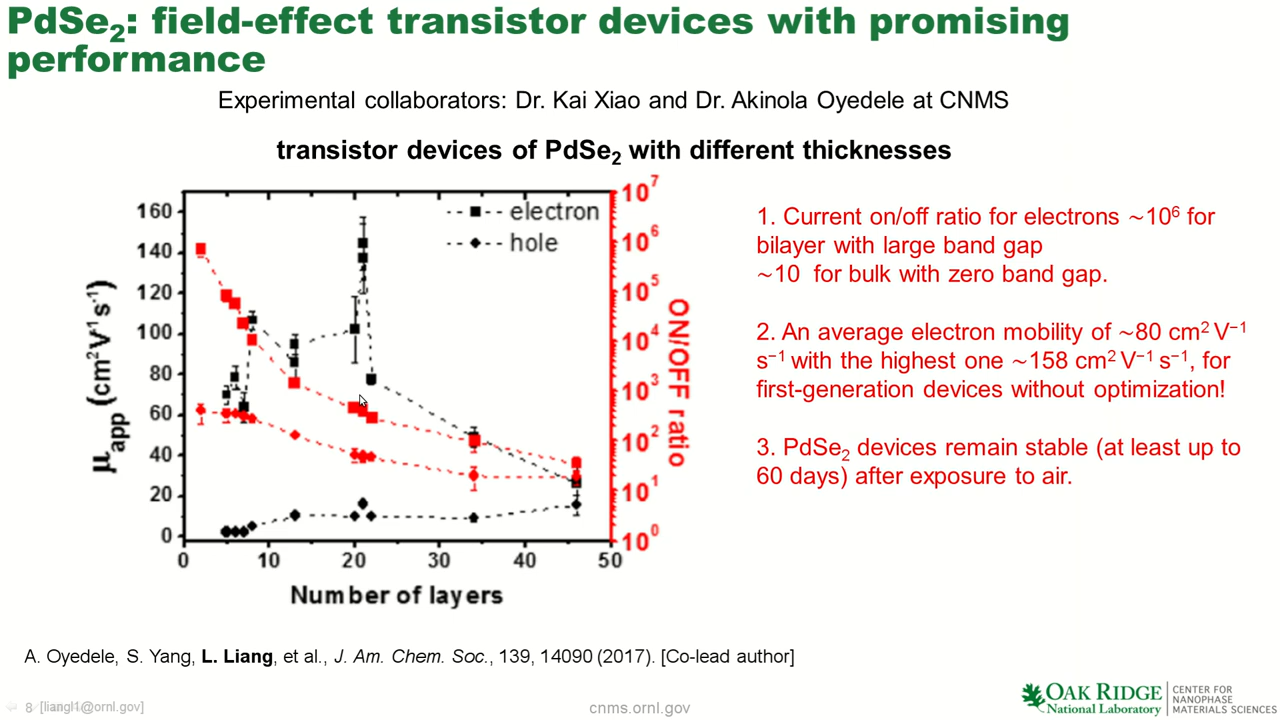 PdSe₂: field-effect transistor devices with promising
performance
Experimental collaborators: Dr. Kai Xiao and Dr. Akinola Oyedele at CNMS
transistor devices of PdSe₂ with different thicknesses
160
140
120
100
80
60
40
20
0
μapp (cm²V⁻¹s⁻¹)
electron
hole
10⁷
10⁶
10⁵
10⁴
10³
10²
10¹
10⁰
ON/OFF ratio
0 10 20 30 40 50
Number of layers
1. Current on/off ratio for electrons ~10⁶ for
bilayer with large band gap
~10 for bulk with zero band gap.
2. An average electron mobility of ~80 cm² V⁻¹
s⁻¹ with the highest one ~158 cm² V⁻¹ s⁻¹, for
first-generation devices without optimization!
3. PdSe₂ devices remain stable (at least up to
60 days) after exposure to air.
A. Oyedele, S. Yang, L. Liang, et al., J. Am. Chem. Soc., 139, 14090 (2017). [Co-lead author]
8 [liangl1@ornl.gov]
cnms.ornl.gov
OAK RIDGE
National Laboratory
CENTER FOR
NANOPHASE
MATERIALS SCIENCES